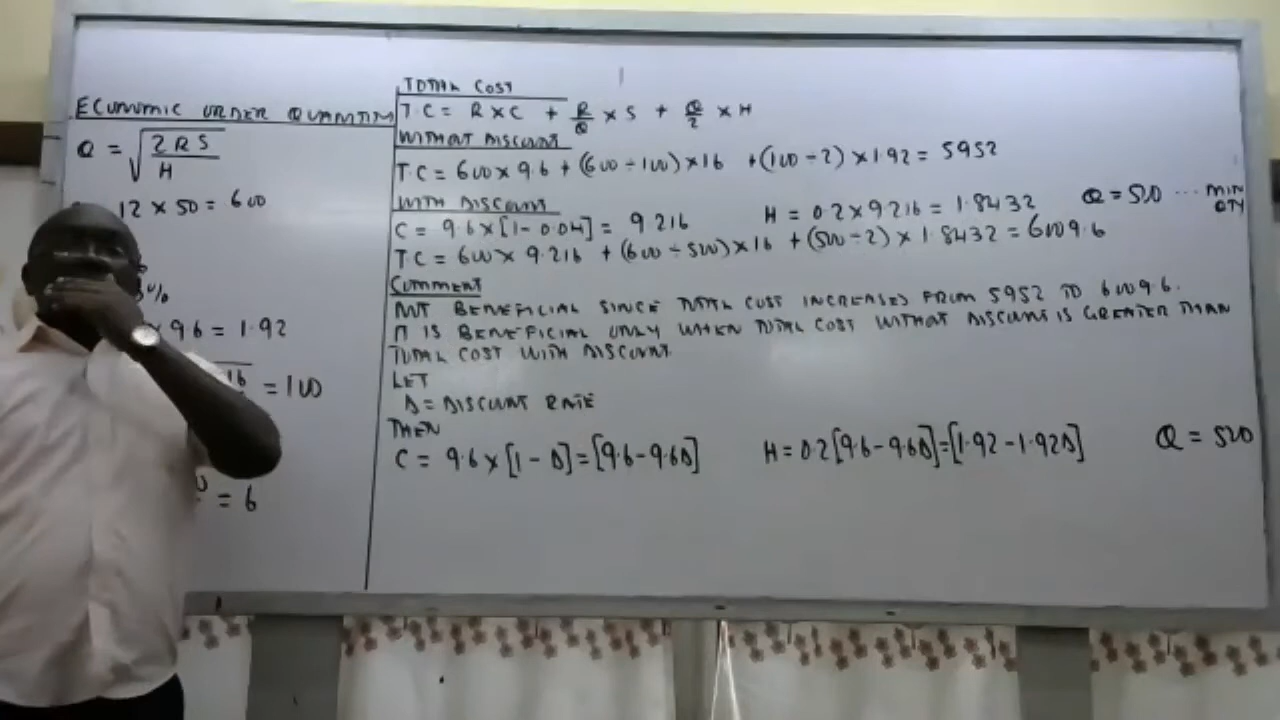 ECONOMIC ORDER QUANTITY
Q = √(2RS/H)
12 × 50 = 600
%
× 9.6 = 1.92
16 = 100
= 6
TOTAL COST
T.C = R×C + R/Q × S + Q/2 × H
WITHOUT DISCOUNT
T.C = 600 × 9.6 + (600 ÷ 100) × 16 + (100 ÷ 2) × 1.92 = 5952
WITH DISCOUNT
C = 9.6 × [1 - 0.04] = 9.216 H = 0.2 × 9.216 = 1.8432 Q = 500 ... MIN QTY
T.C = 600 × 9.216 + (600 ÷ 500) × 16 + (500 ÷ 2) × 1.8432 = 6009.6
COMMENT
NOT BENEFICIAL SINCE TOTAL COST INCREASES FROM 5952 TO 6009.6.
IT IS BENEFICIAL ONLY WHEN TOTAL COST WITHOUT DISCOUNT IS GREATER THAN
TOTAL COST WITH DISCOUNT.
LET
D = DISCOUNT RATE
THEN
C = 9.6 × [1 - D] = [9.6 - 9.6D] H = 0.2[9.6 - 9.6D] = [1.92 - 1.92D] Q = 500